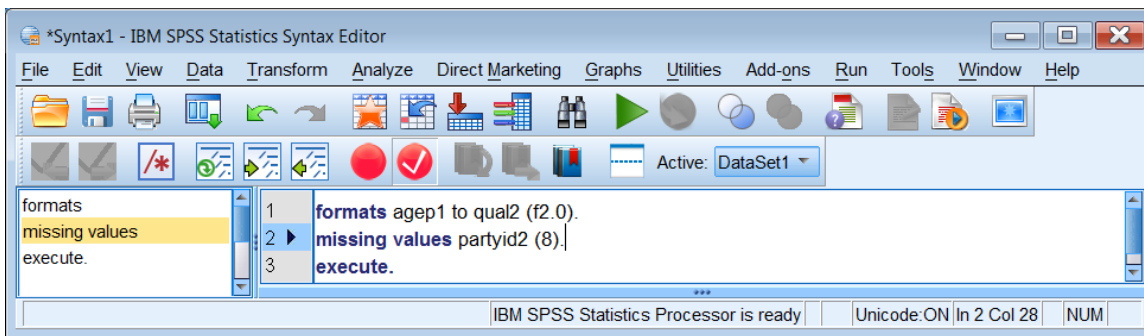 *Syntax1 - IBM SPSS Statistics Syntax Editor
File Edit View Data Transform Analyze Direct Marketing Graphs Utilities Add-ons Run Tools Window Help
/*
Active: DataSet1
formats
missing values
execute.
1 formats agep1 to qual2 (f2.0).
2 missing values partyid2 (8).
3 execute.
IBM SPSS Statistics Processor is ready Unicode:ON In 2 Col 28 NUM